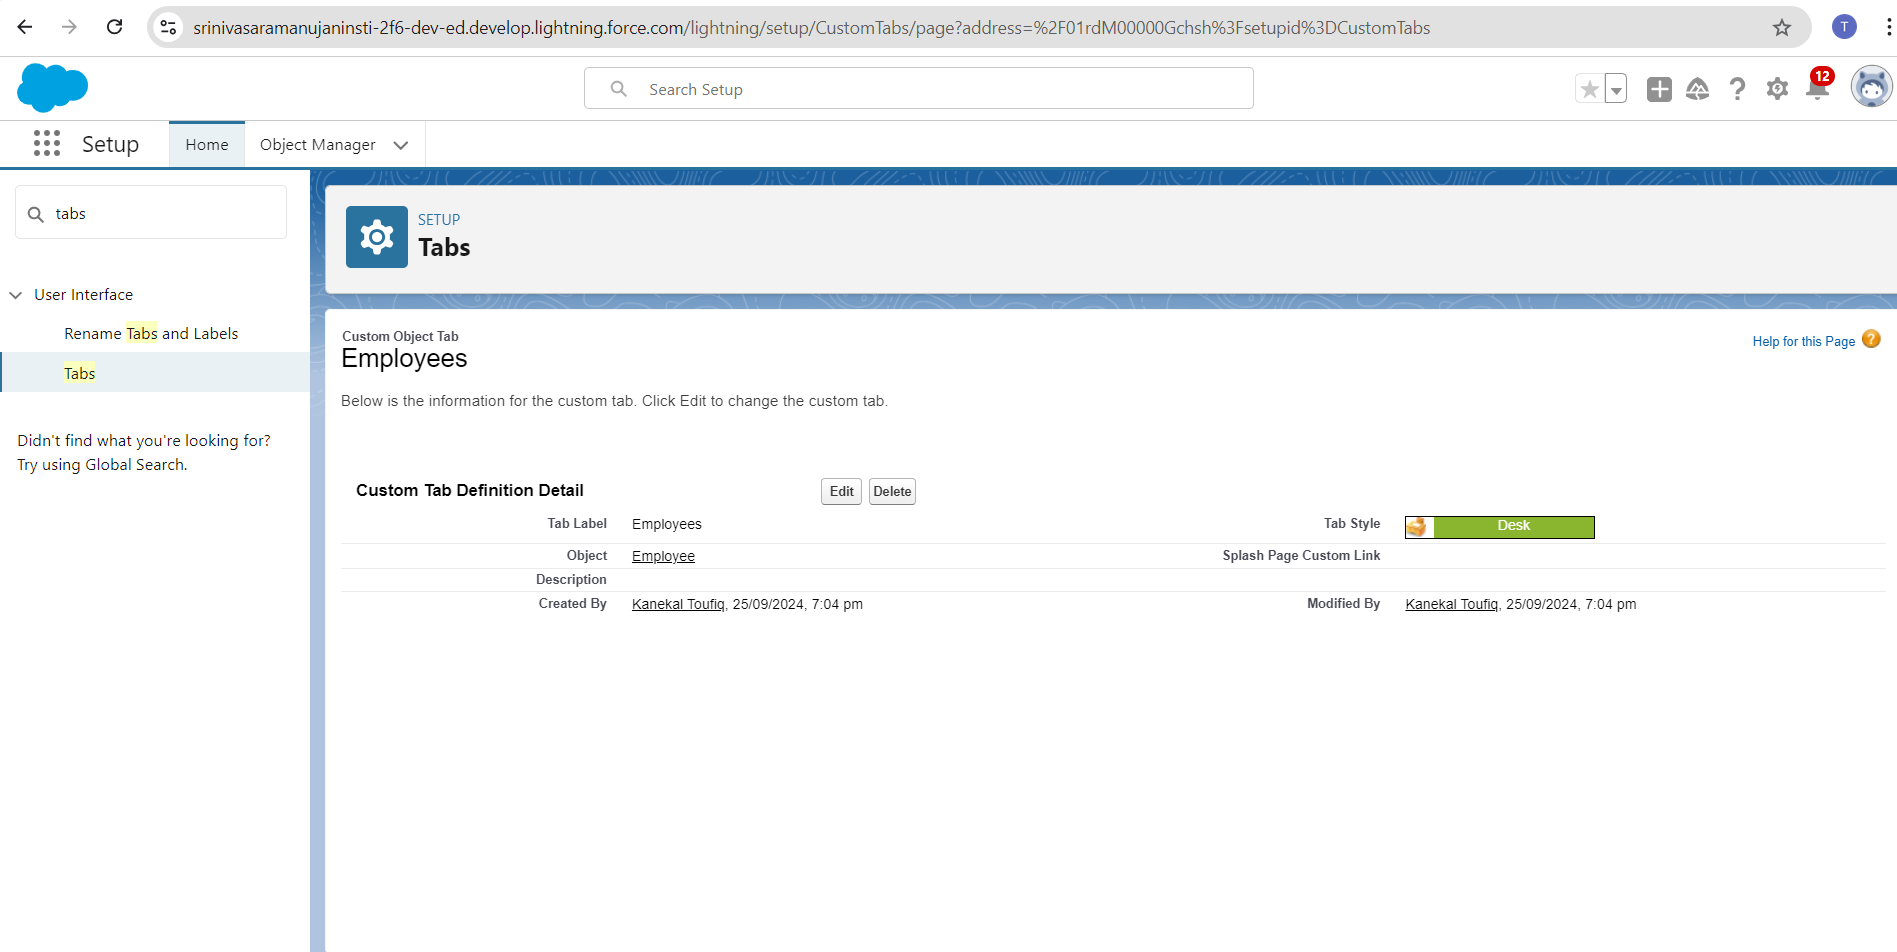 srinivasaramanujaninsti-2f6-dev-ed.develop.lightning.force.com/lightning/setup/CustomTabs/page?address=%2F01rdM00000Gchsh%3Fsetupid%3DCustomTabs
T
Search Setup
12
Setup
Home
Object Manager
tabs
SETUP
Tabs
User Interface
Rename Tabs and Labels
Tabs
Didn't find what you're looking for?
Try using Global Search.
Custom Object Tab
Employees
Help for this Page ?
Below is the information for the custom tab. Click Edit to change the custom tab.
Custom Tab Definition Detail
Edit
Delete
Tab Label Employees
Tab Style Desk
Object Employee
Splash Page Custom Link
Description
Created By Kanekal Toufiq, 25/09/2024, 7:04 pm
Modified By Kanekal Toufiq, 25/09/2024, 7:04 pm